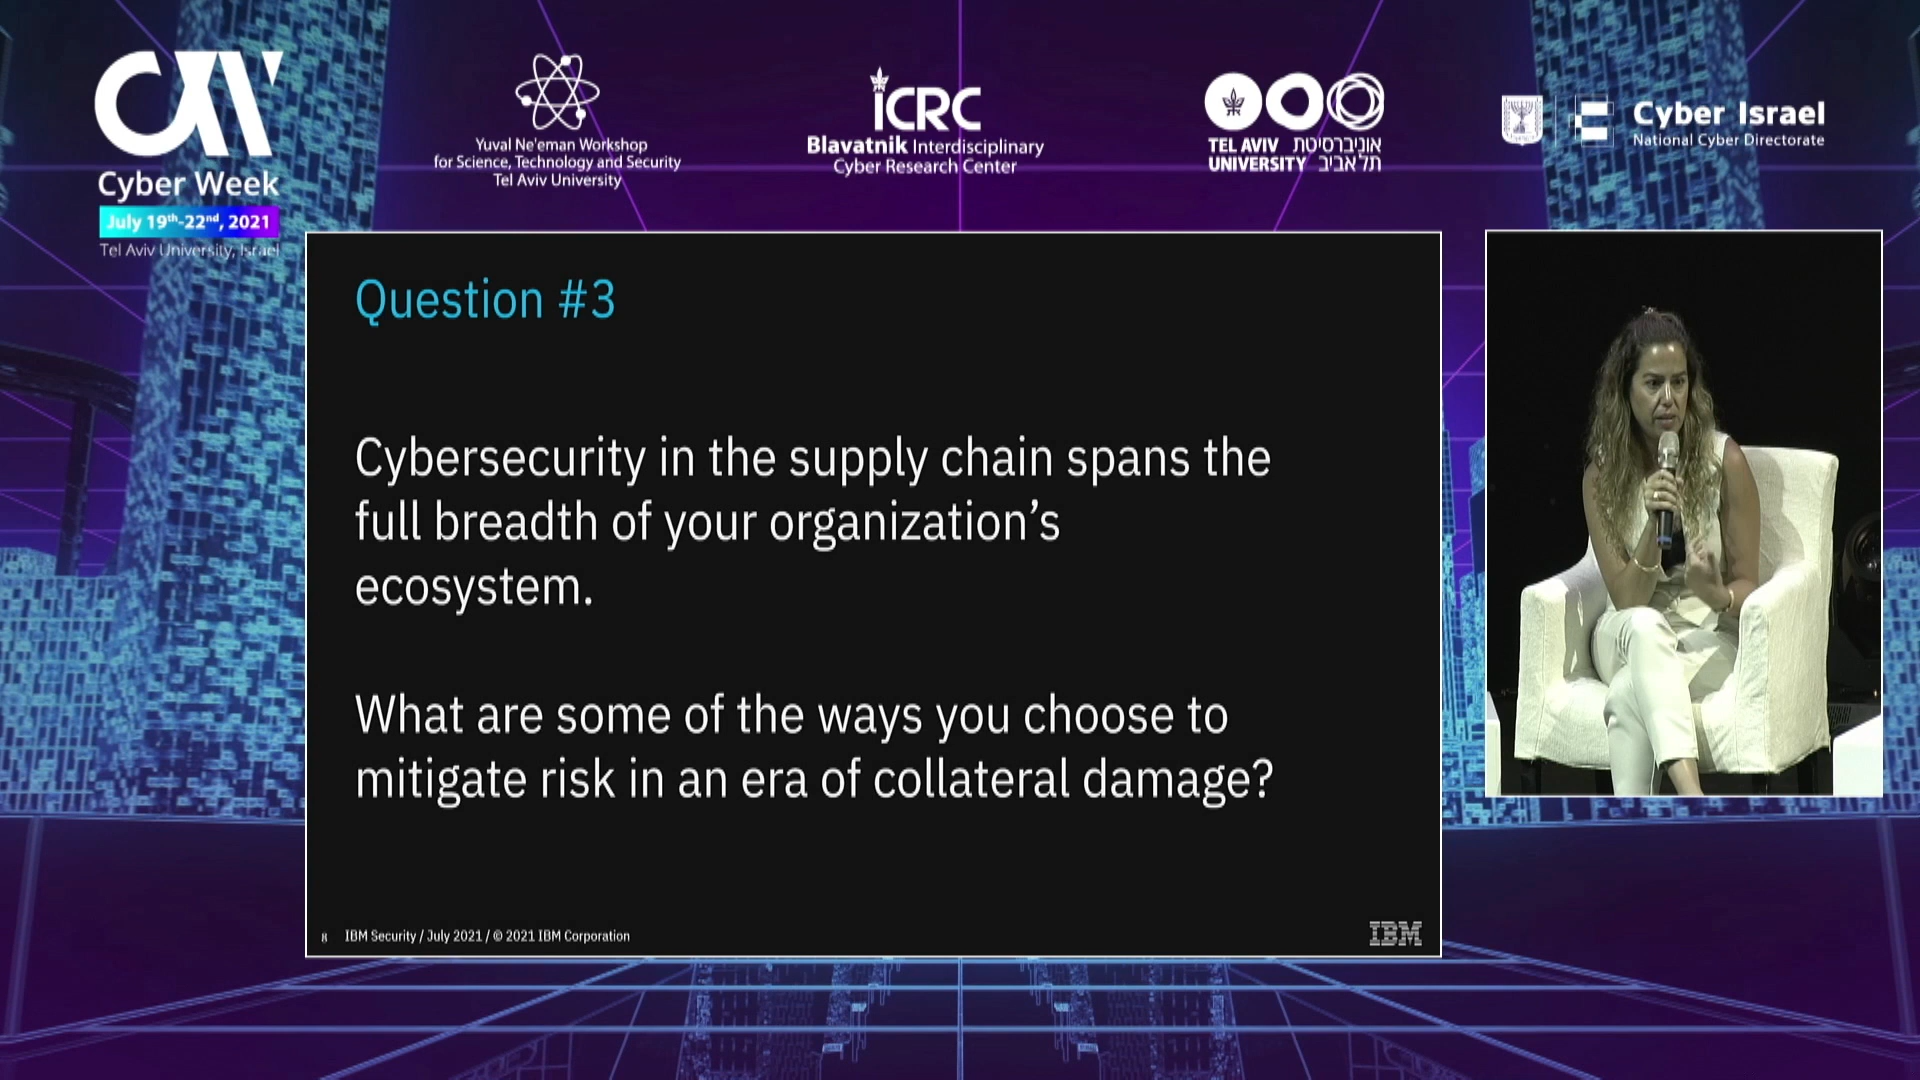 Cyber Week
July 19th-22nd, 2021
Tel Aviv University, Israel
Yuval Ne'eman Workshop
for Science, Technology and Security
Tel Aviv University
ICRC
Blavatnik Interdisciplinary
Cyber Research Center
TEL AVIV אוניברסיטת
UNIVERSITY תל אביב
Cyber Israel
National Cyber Directorate
Question #3
Cybersecurity in the supply chain spans the
full breadth of your organization’s
ecosystem.
What are some of the ways you choose to
mitigate risk in an era of collateral damage?
8 IBM Security / July 2021 / © 2021 IBM Corporation
IBM